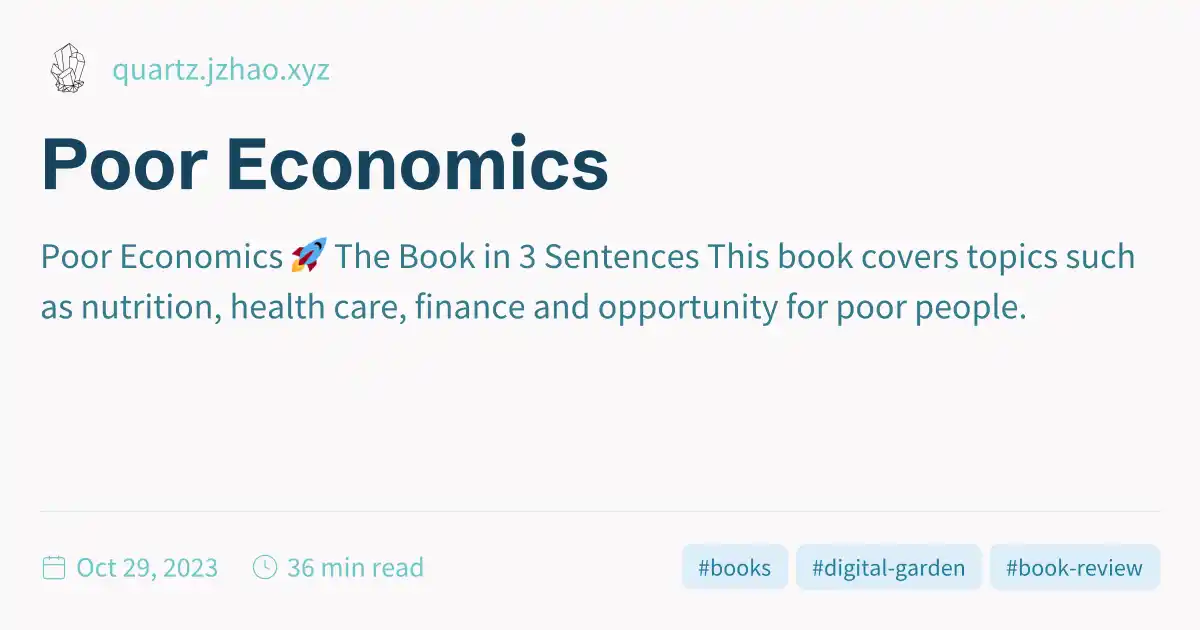 quartz.jzhao.xyz
Poor Economics
Poor Economics 🚀 The Book in 3 Sentences This book covers topics such
as nutrition, health care, finance and opportunity for poor people.
Oct 29, 2023 36 min read #books #digital-garden #book-review